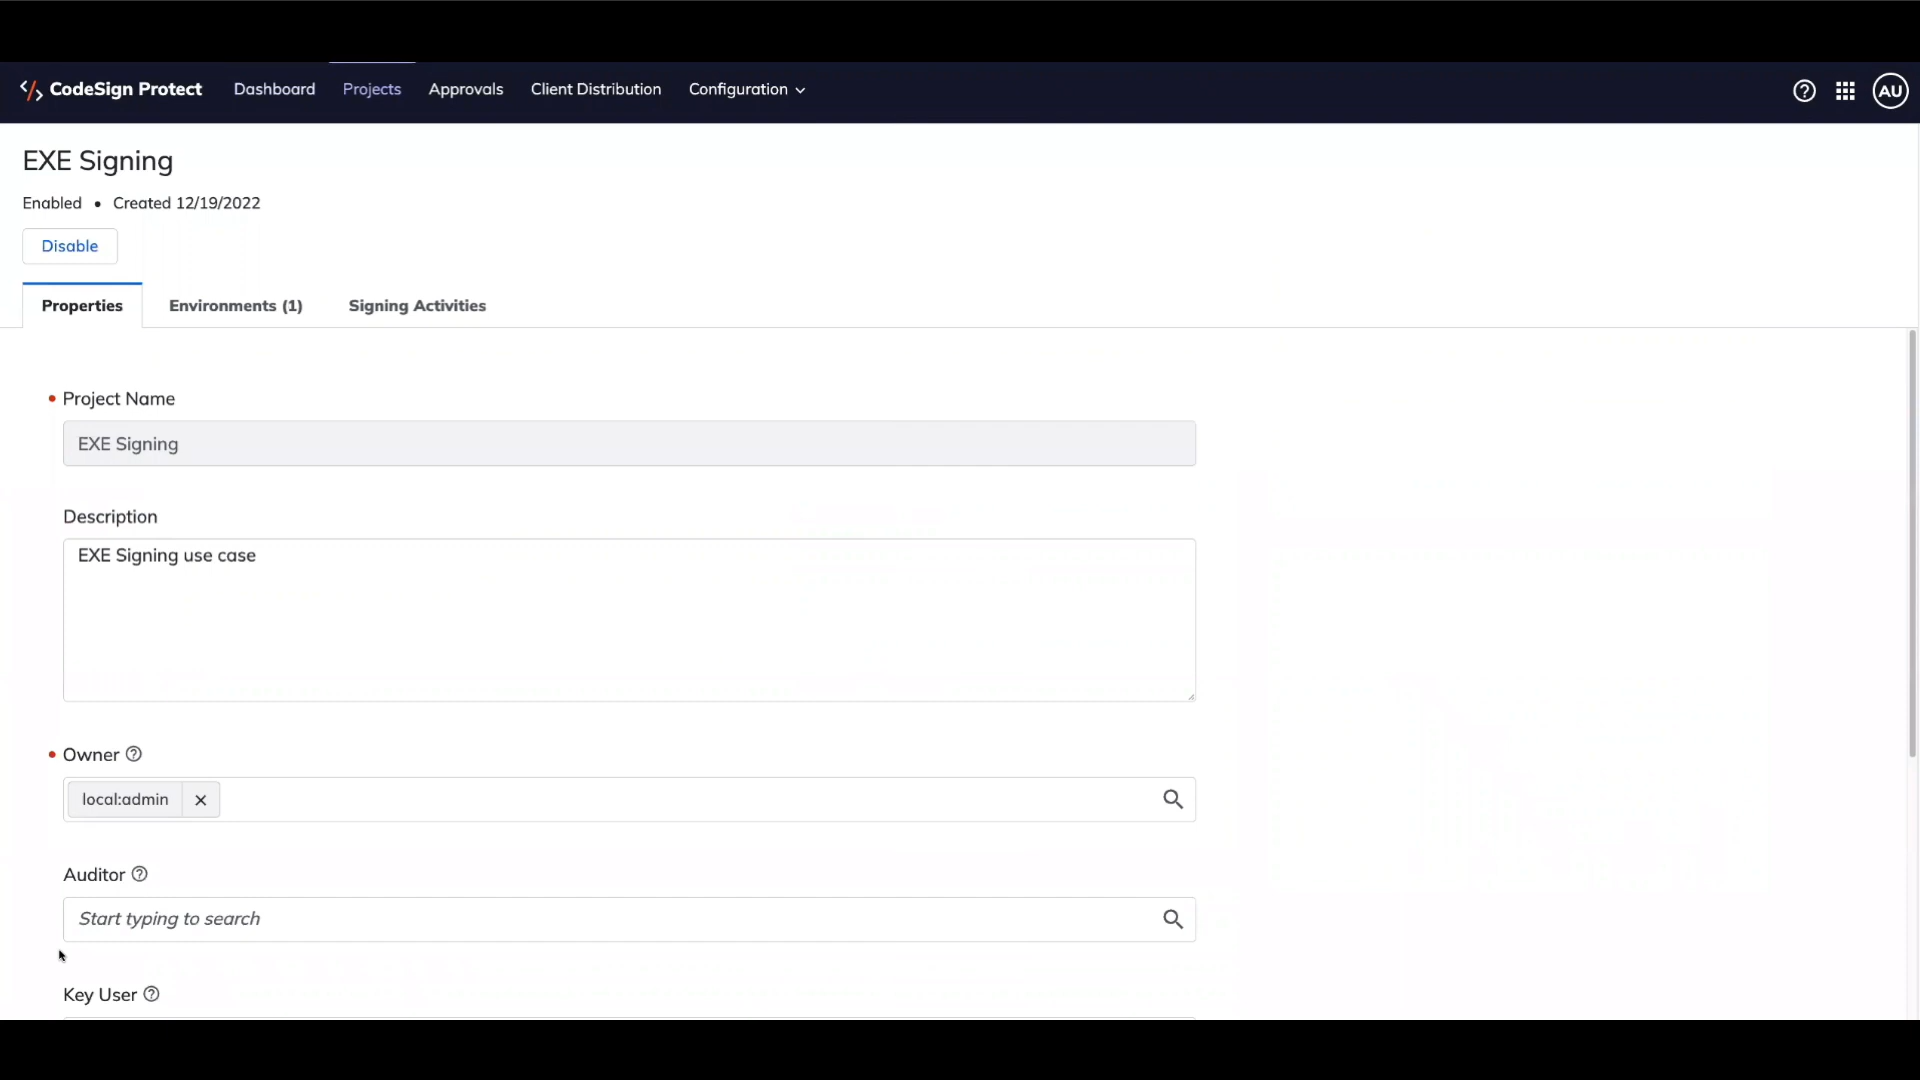 CodeSign Protect Dashboard Projects Approvals Client Distribution Configuration AU
EXE Signing
Enabled • Created 12/19/2022
Disable
Properties Environments (1) Signing Activities
Project Name
EXE Signing
Description
EXE Signing use case
Owner
local:admin
Auditor
Start typing to search
Key User